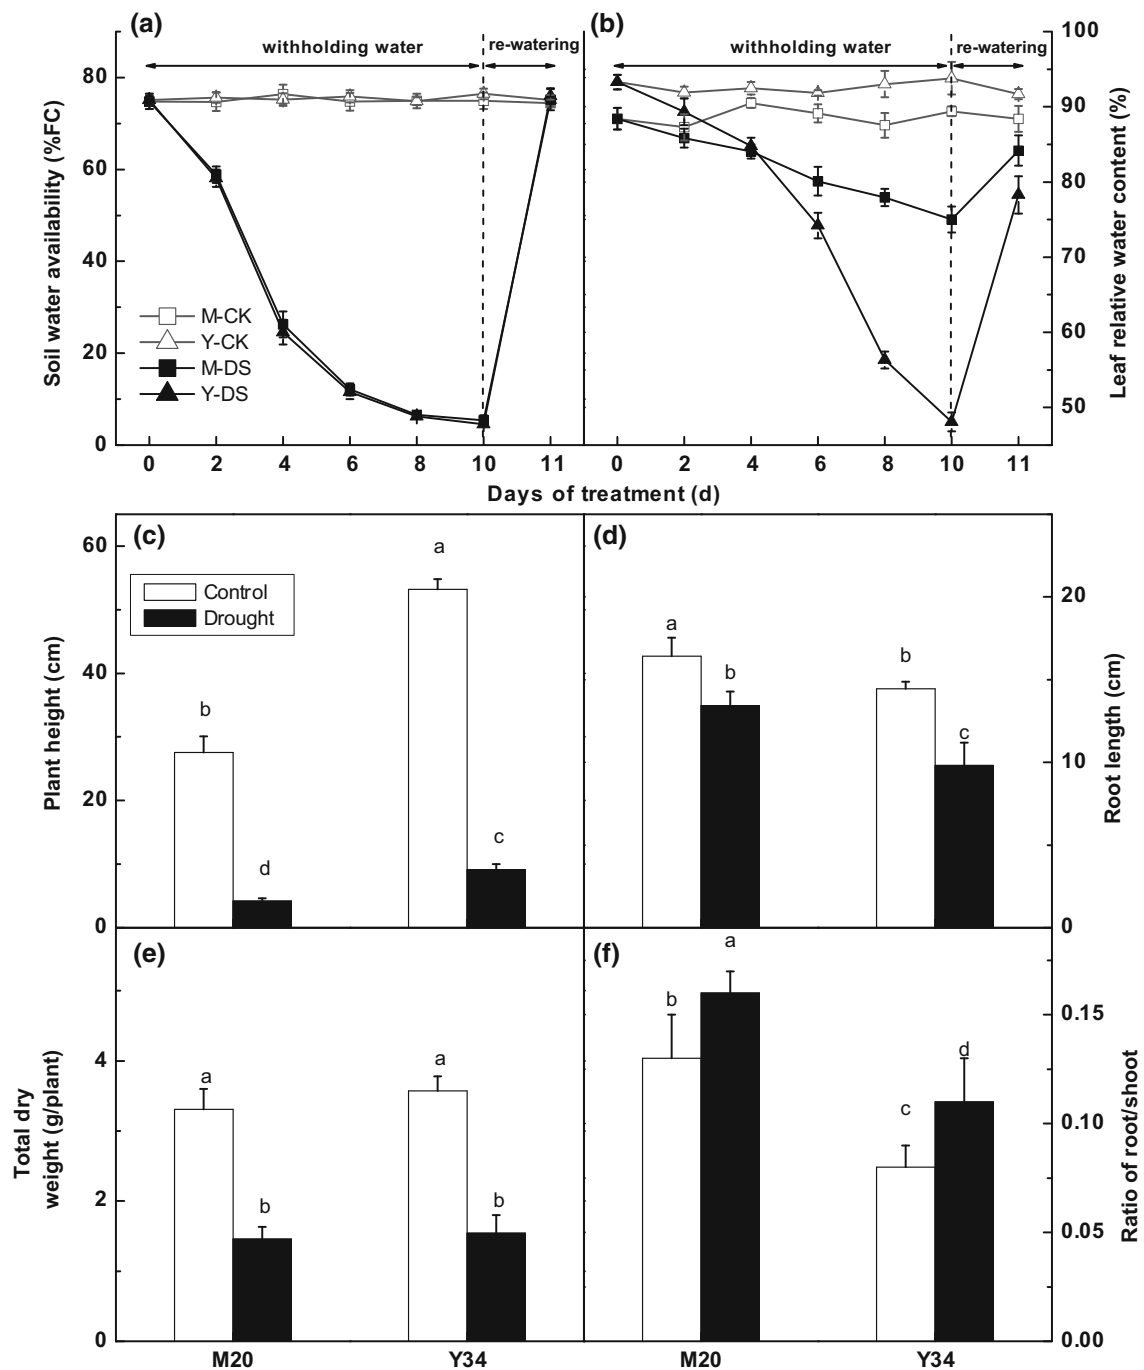 (a)
withholding water
re-watering
Soil water availability (%FC)
80
60
40
20
0
M-CK
Y-CK
M-DS
Y-DS
0 2 4 6 8 10 11
(b)
withholding water
re-watering
Leaf relative water content (%)
100
90
80
70
60
50
0 2 4 6 8 10 11
Days of treatment (d)
(c)
Control
Drought
Plant height (cm)
60
40
20
0
b
d
a
c
(d)
Root length (cm)
20
10
0
a
b
b
c
(e)
Total dry
weight (g/plant)
4
2
0
a
b
a
b
M20 Y34
(f)
Ratio of root/shoot
0.15
0.10
0.05
0.00
b
a
c
d
M20 Y34